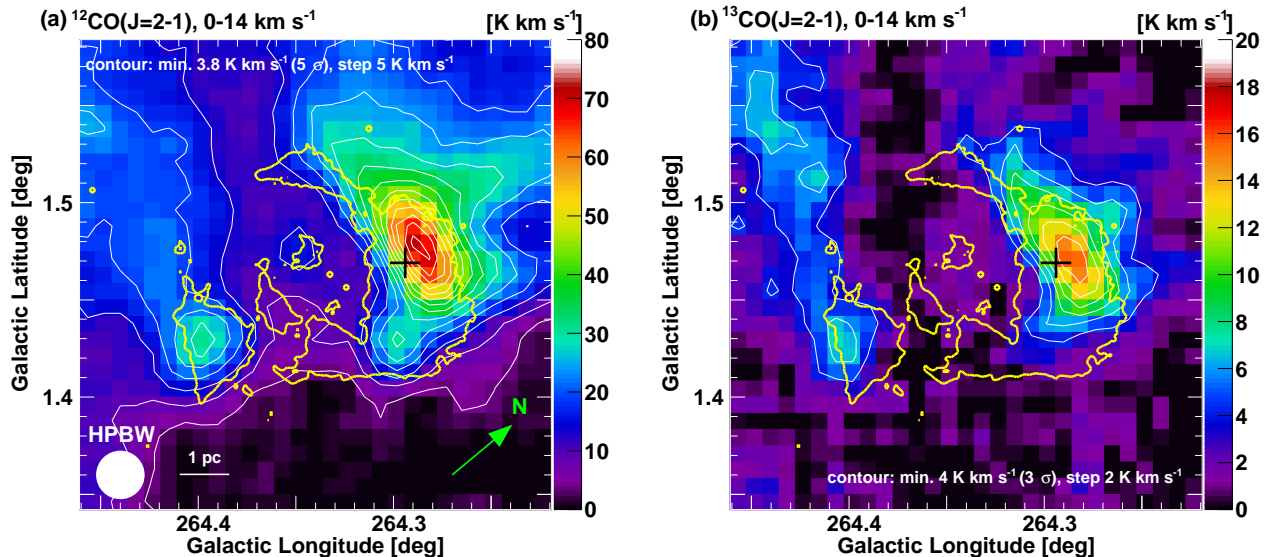 (a) ¹²CO(J=2-1), 0-14 km s⁻¹ [K km s⁻¹]
contour: min. 3.8 K km s⁻¹ (5 σ), step 5 K km s⁻¹
80
70
60
50
40
30
20
10
0
1.5
1.4
Galactic Latitude [deg]
HPBW
1 pc
N
264.4 264.3
Galactic Longitude [deg]
(b) ¹³CO(J=2-1), 0-14 km s⁻¹ [K km s⁻¹]
20
18
16
14
12
10
8
6
4
2
0
1.5
1.4
Galactic Latitude [deg]
contour: min. 4 K km s⁻¹ (3 σ), step 2 K km s⁻¹
264.4 264.3
Galactic Longitude [deg]